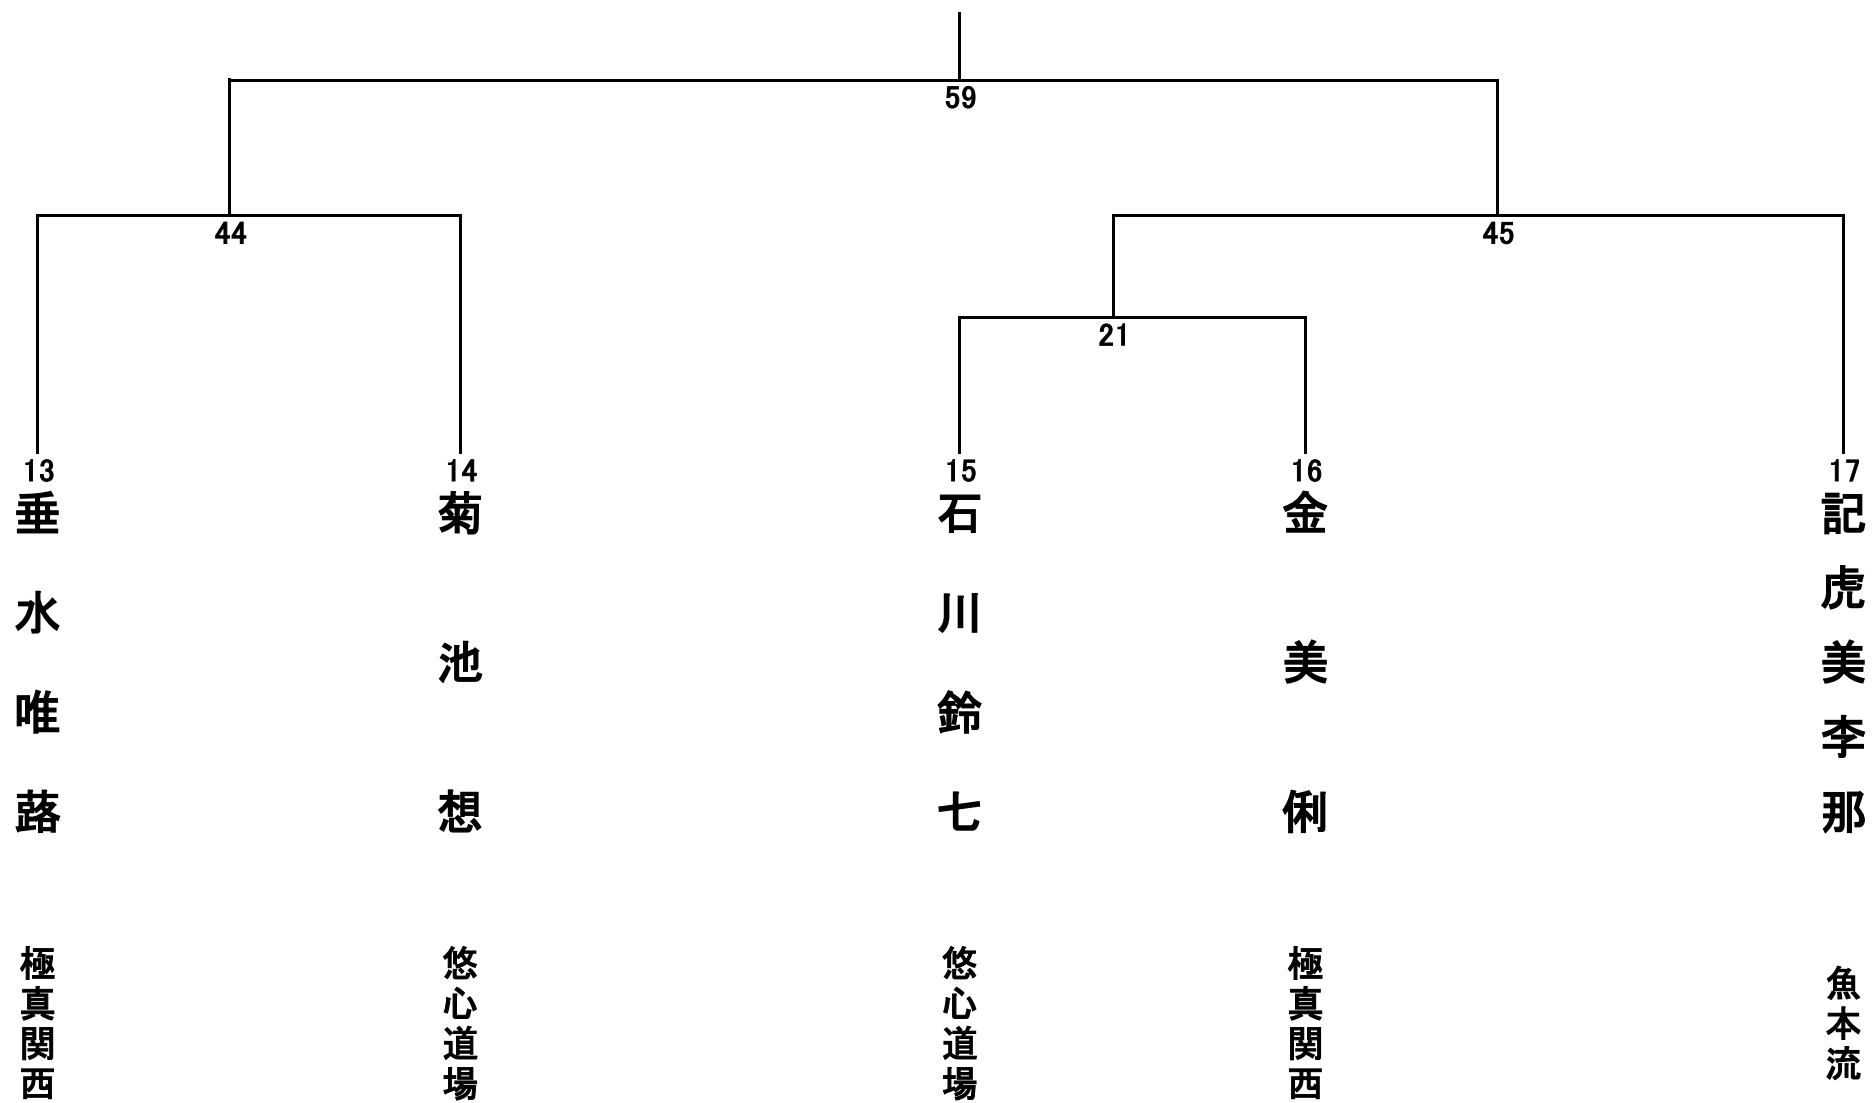 59
44
45
21
13
14
15
16
17
垂水唯蕗
菊池想
石川鈴七
金美俐
記虎美李那
極真関西
悠心道場
悠心道場
極真関西
魚本流